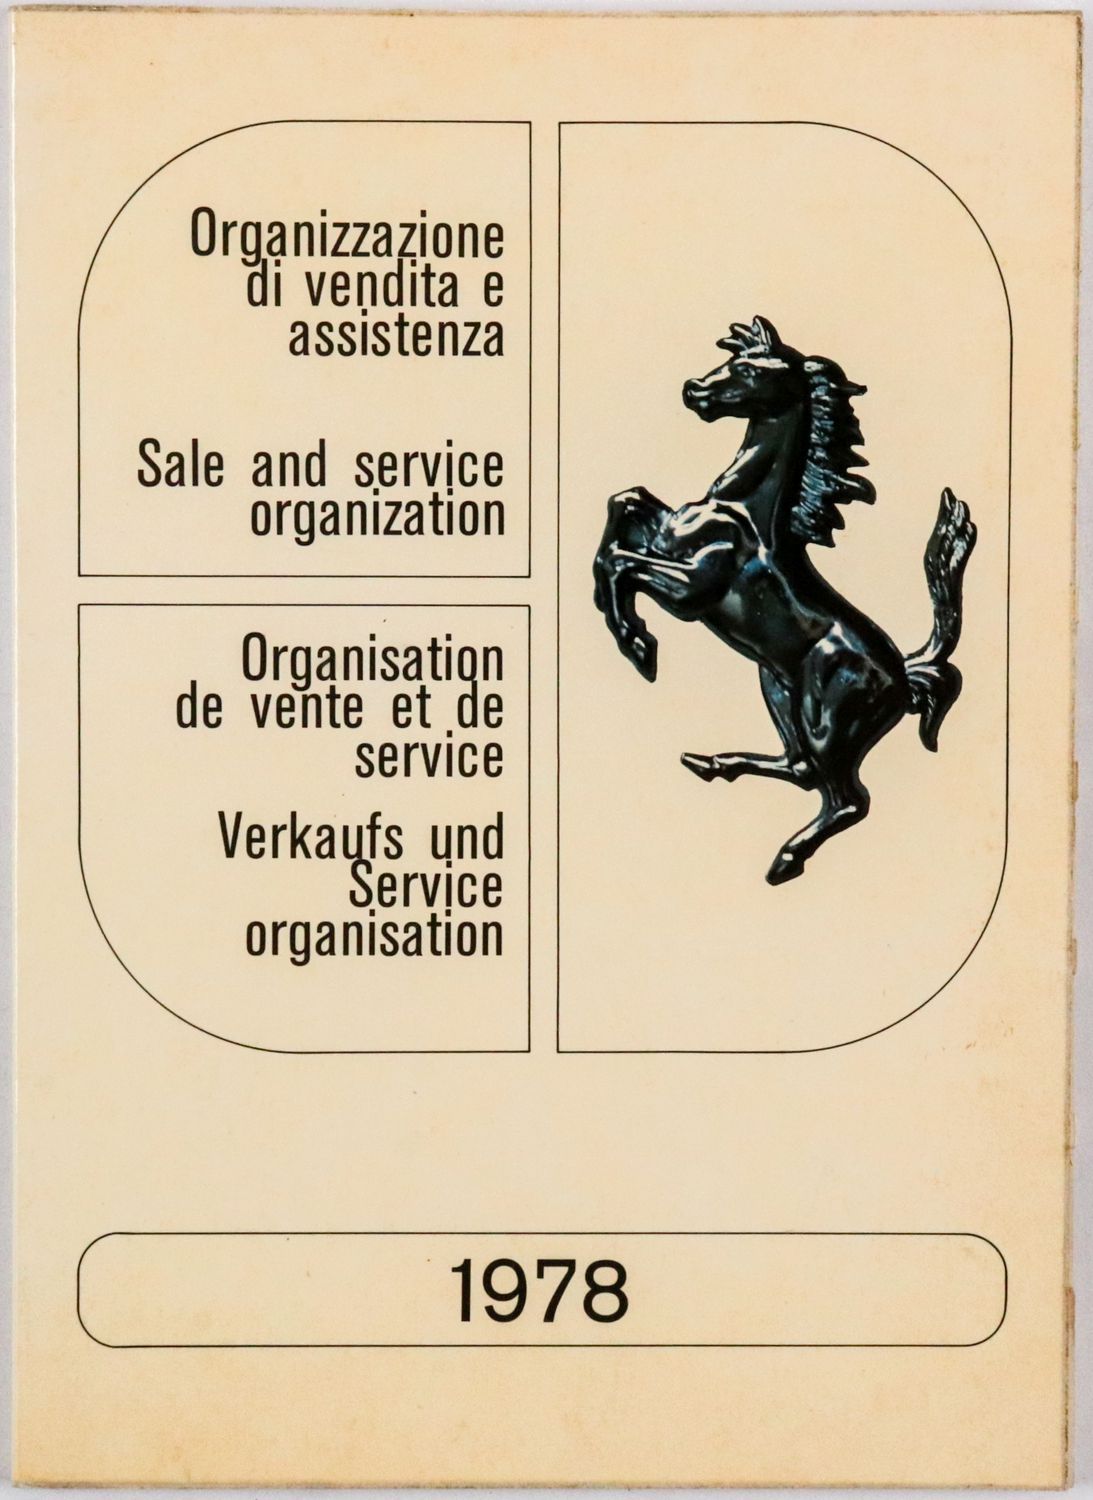 Organizzazione
di vendita e
assistenza
Sale and service
organization
Organisation
de vente et de
service
Verkaufs und
Service
organisation
1978